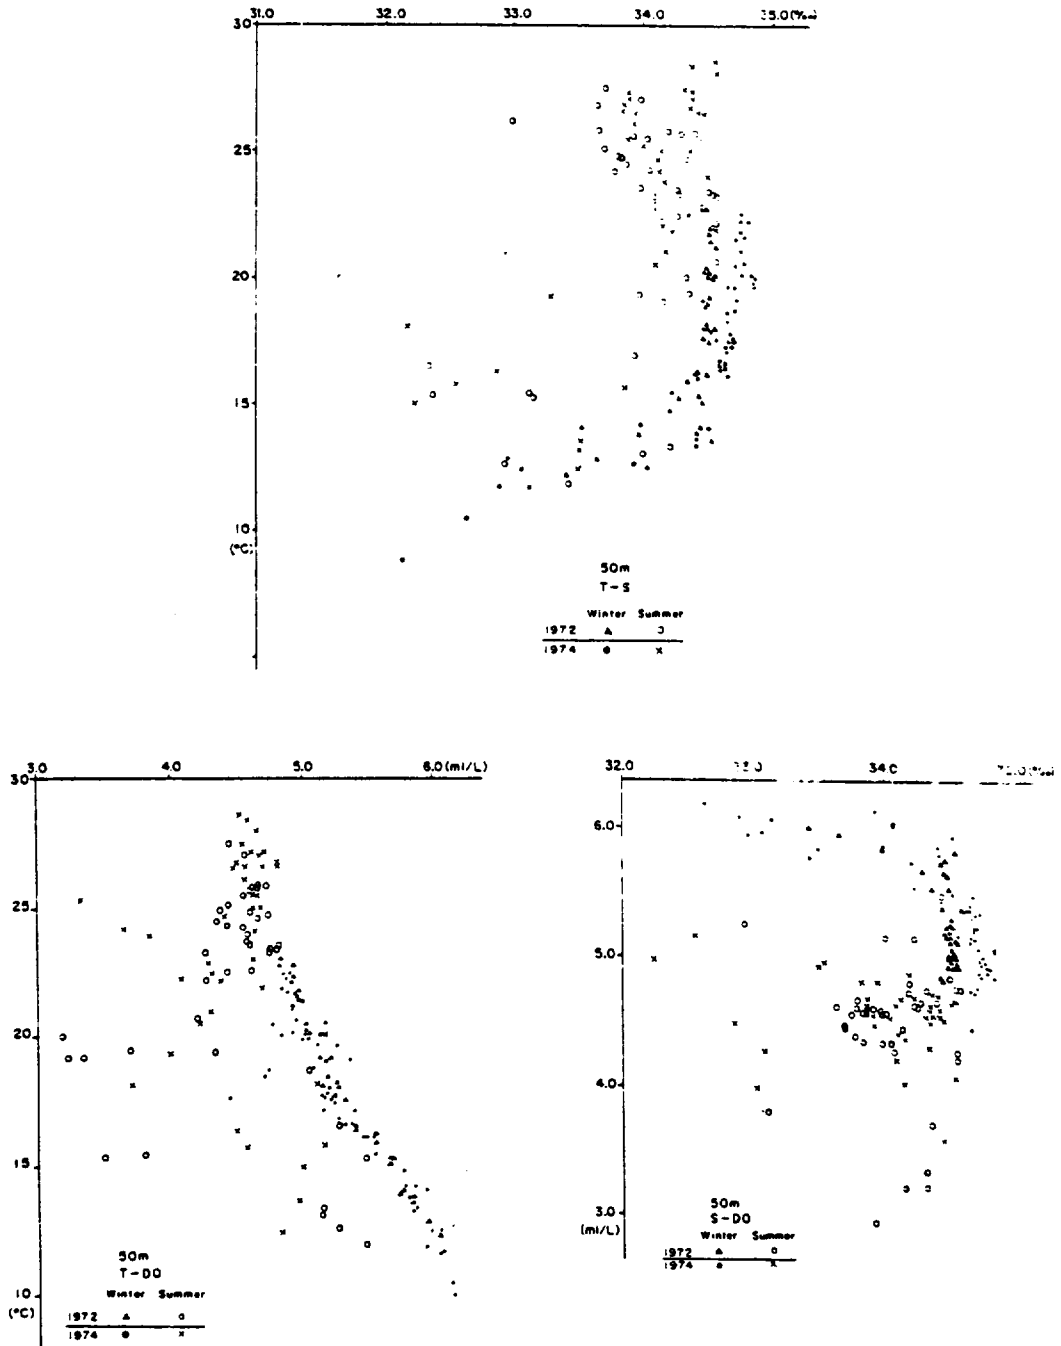 31.0 32.0 33.0 34.0 35.0(‰)
30
25
20
15
10
(°C)
50m
T-S
Winter Summer
1972
1974
3.0 4.0 5.0 6.0(ml/L)
30
25
20
15
10
(°C)
50m
T-DO
Winter Summer
1972
1974
32.0 34.0
6.0
5.0
4.0
3.0
(ml/L)
50m
S-DO
Winter Summer
1972
1974